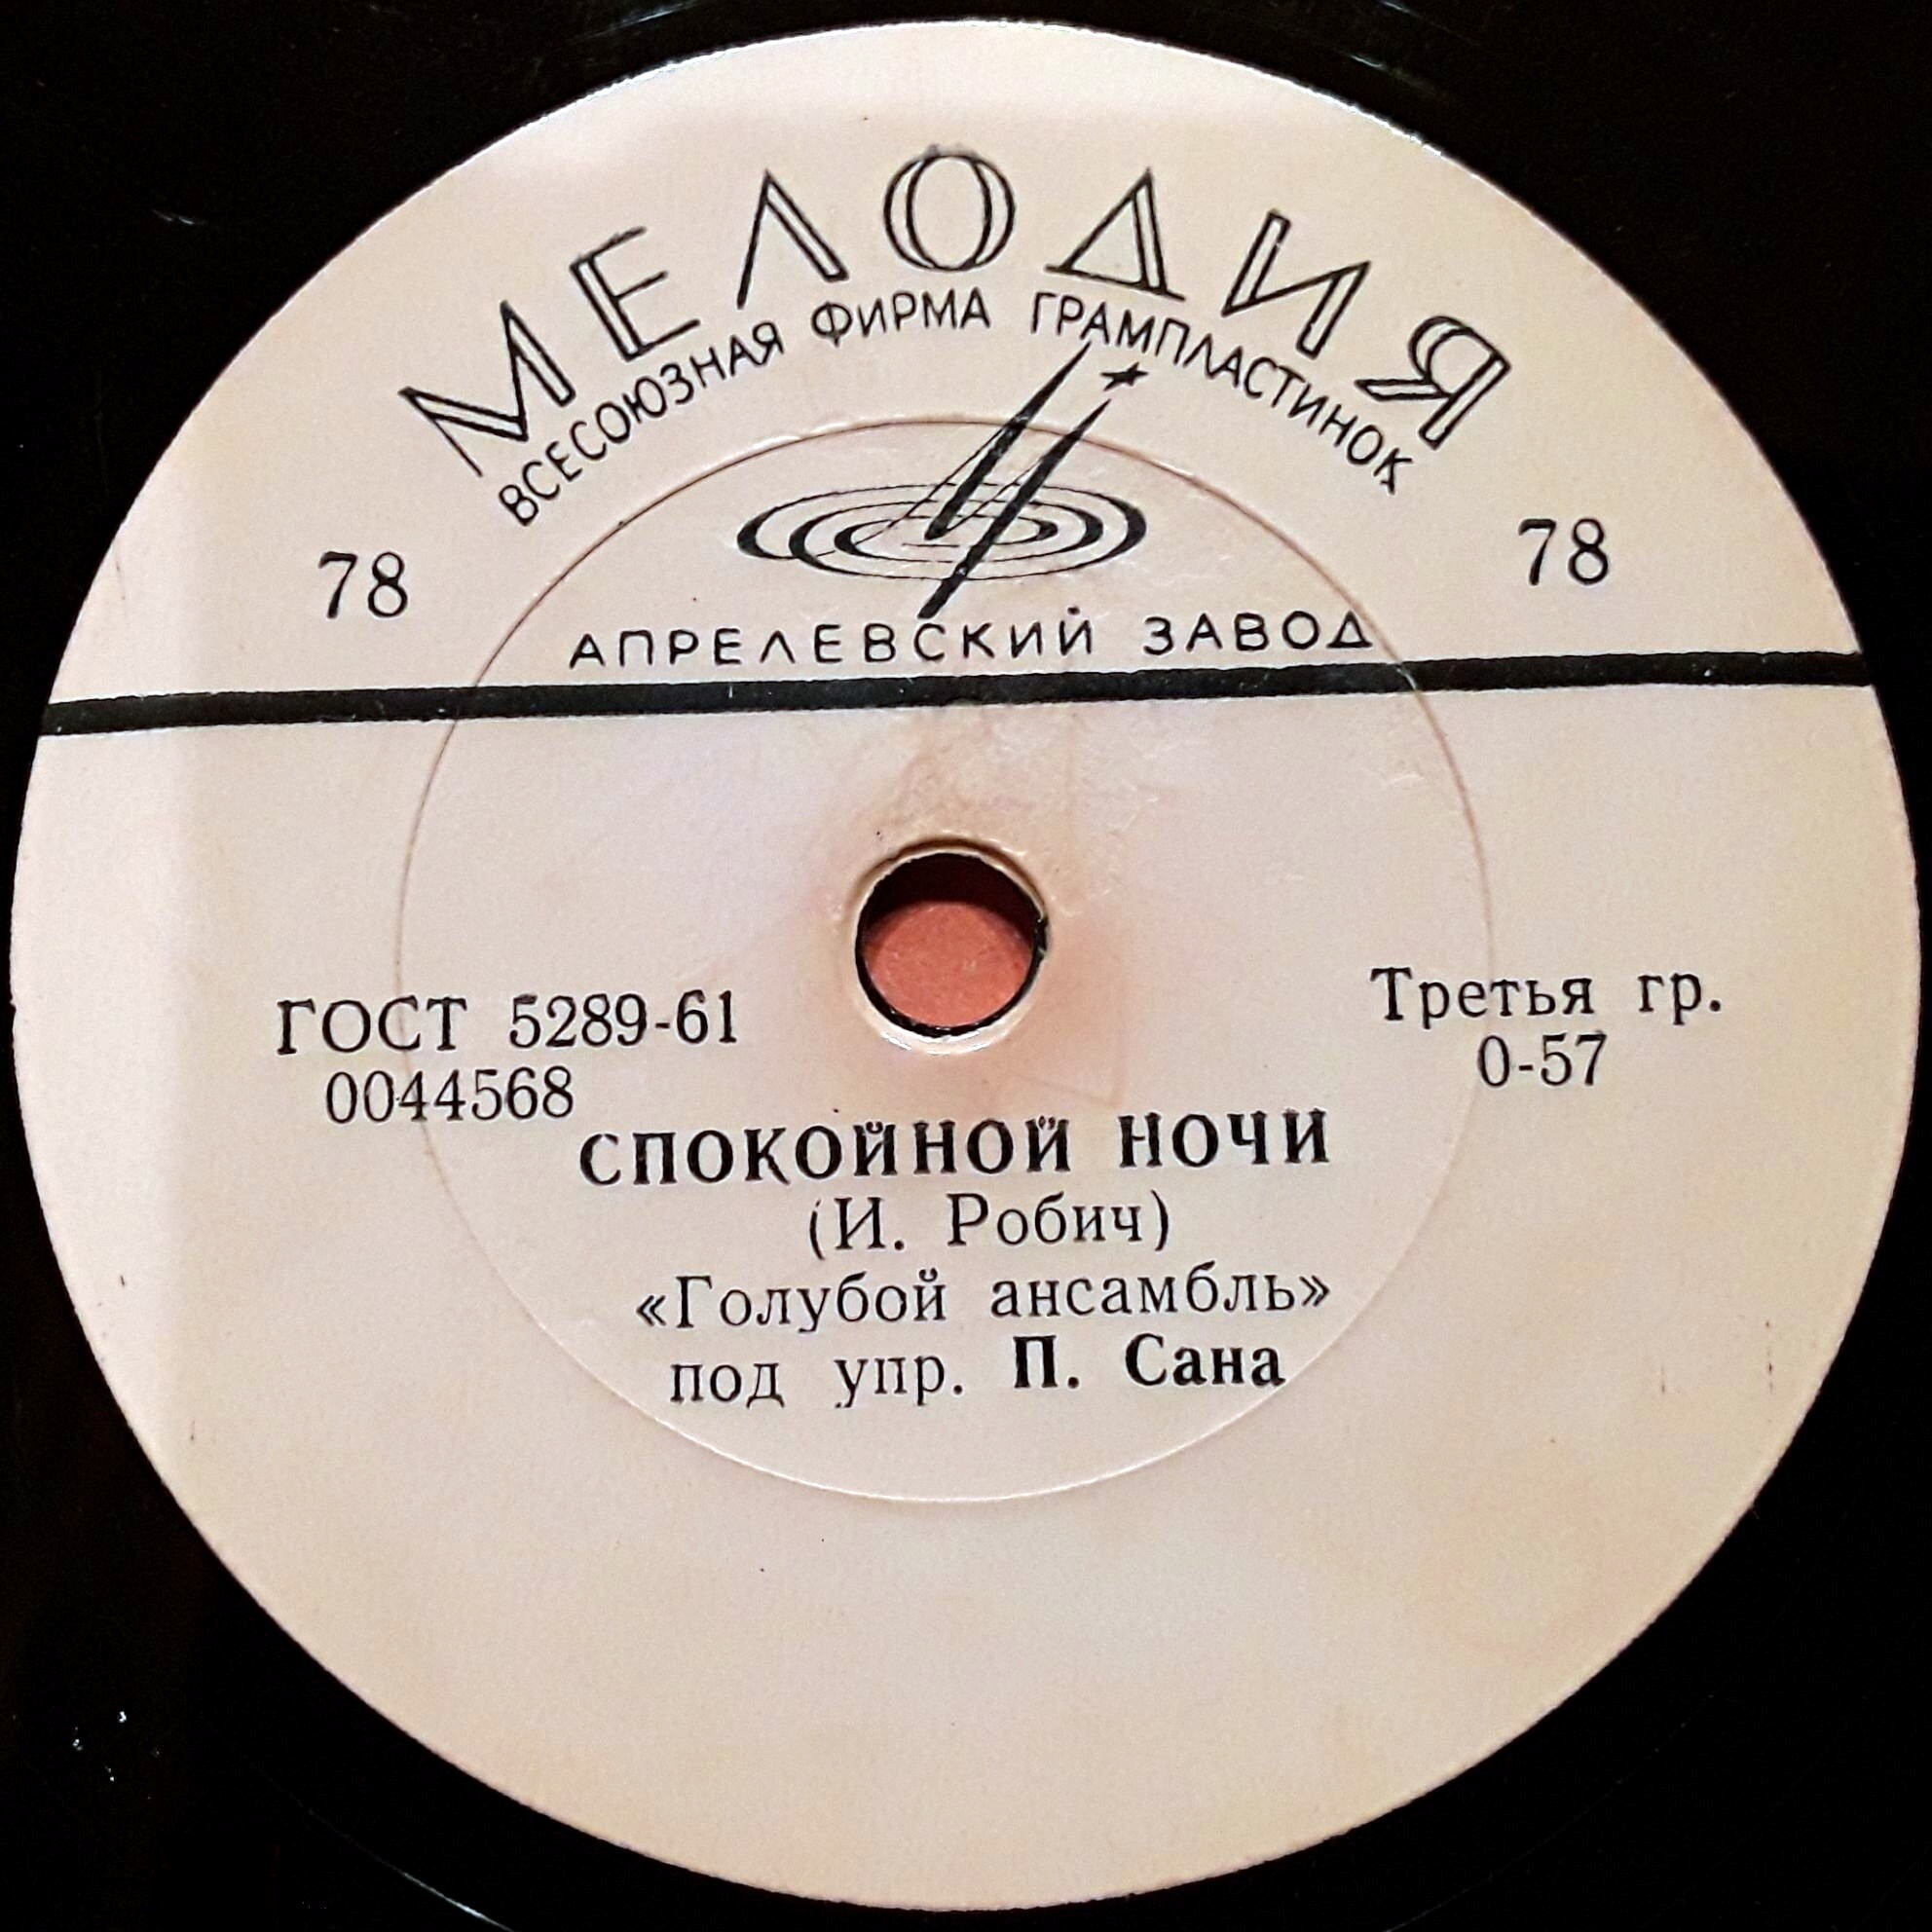 МЕЛОДИЯ
ВСЕСОЮЗНАЯ ФИРМА ГРАМПЛАСТИНОК
78 78
АПРЕЛЕВСКИЙ ЗАВОД
ГОСТ 5289-61 Третья гр.
0044568 0-57
СПОКОЙНОЙ НОЧИ
(И. Робич)
«Голубой ансамбль»
под упр. П. Сана